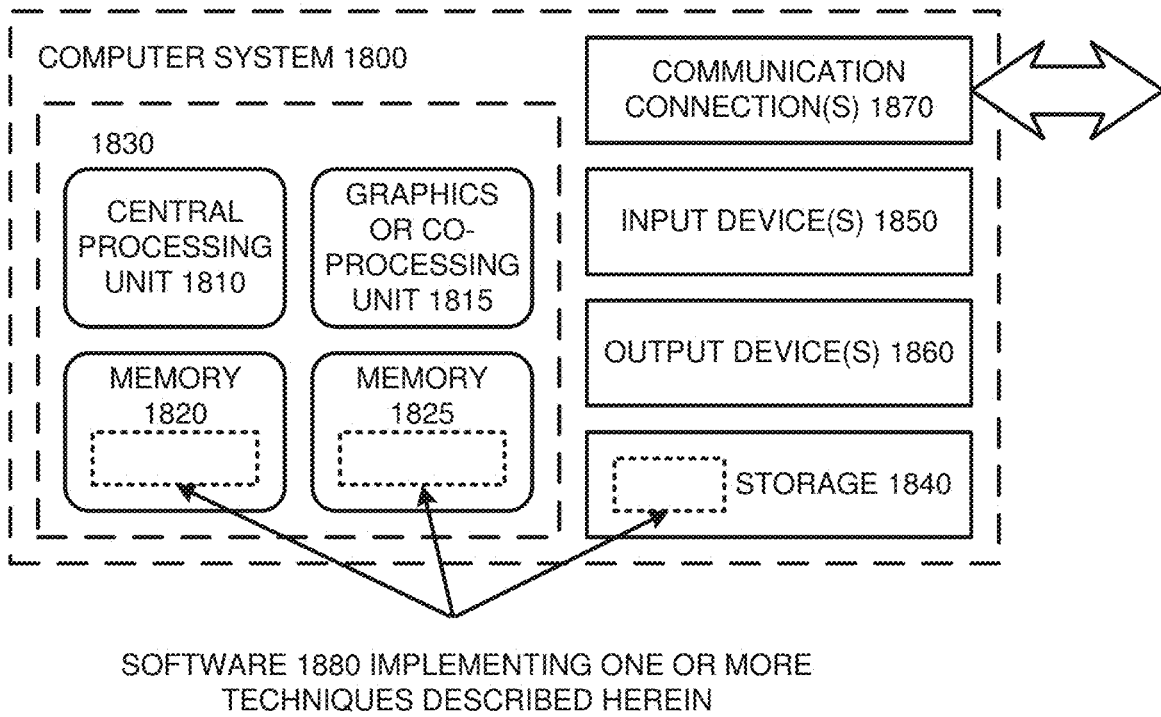 COMPUTER SYSTEM 1800
1830
CENTRAL
PROCESSING
UNIT 1810
GRAPHICS
OR CO-
PROCESSING
UNIT 1815
MEMORY
1820
MEMORY
1825
COMMUNICATION
CONNECTION(S) 1870
INPUT DEVICE(S) 1850
OUTPUT DEVICE(S) 1860
STORAGE 1840
SOFTWARE 1880 IMPLEMENTING ONE OR MORE
TECHNIQUES DESCRIBED HEREIN